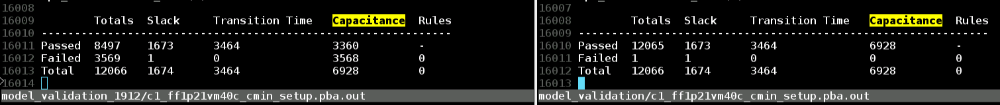 16008
16009 Totals Slack Transition Time Capacitance Rules
16010 --------------------------------------------------------------
16011 Passed 8497 1673 3464 3360 -
16012 Failed 3569 1 0 3568 0
16013 Total 12066 1674 3464 6928 0
16014
model_validation_1912/c1_ff1p21vm40c_cmin_setup.pba.out
16007
16008 Totals Slack Transition Time Capacitance Rules
16009 --------------------------------------------------------------
16010 Passed 12065 1673 3464 6928 -
16011 Failed 1 1 0 0 0
16012 Total 12066 1674 3464 6928 0
16013
model_validation/c1_ff1p21vm40c_cmin_setup.pba.out